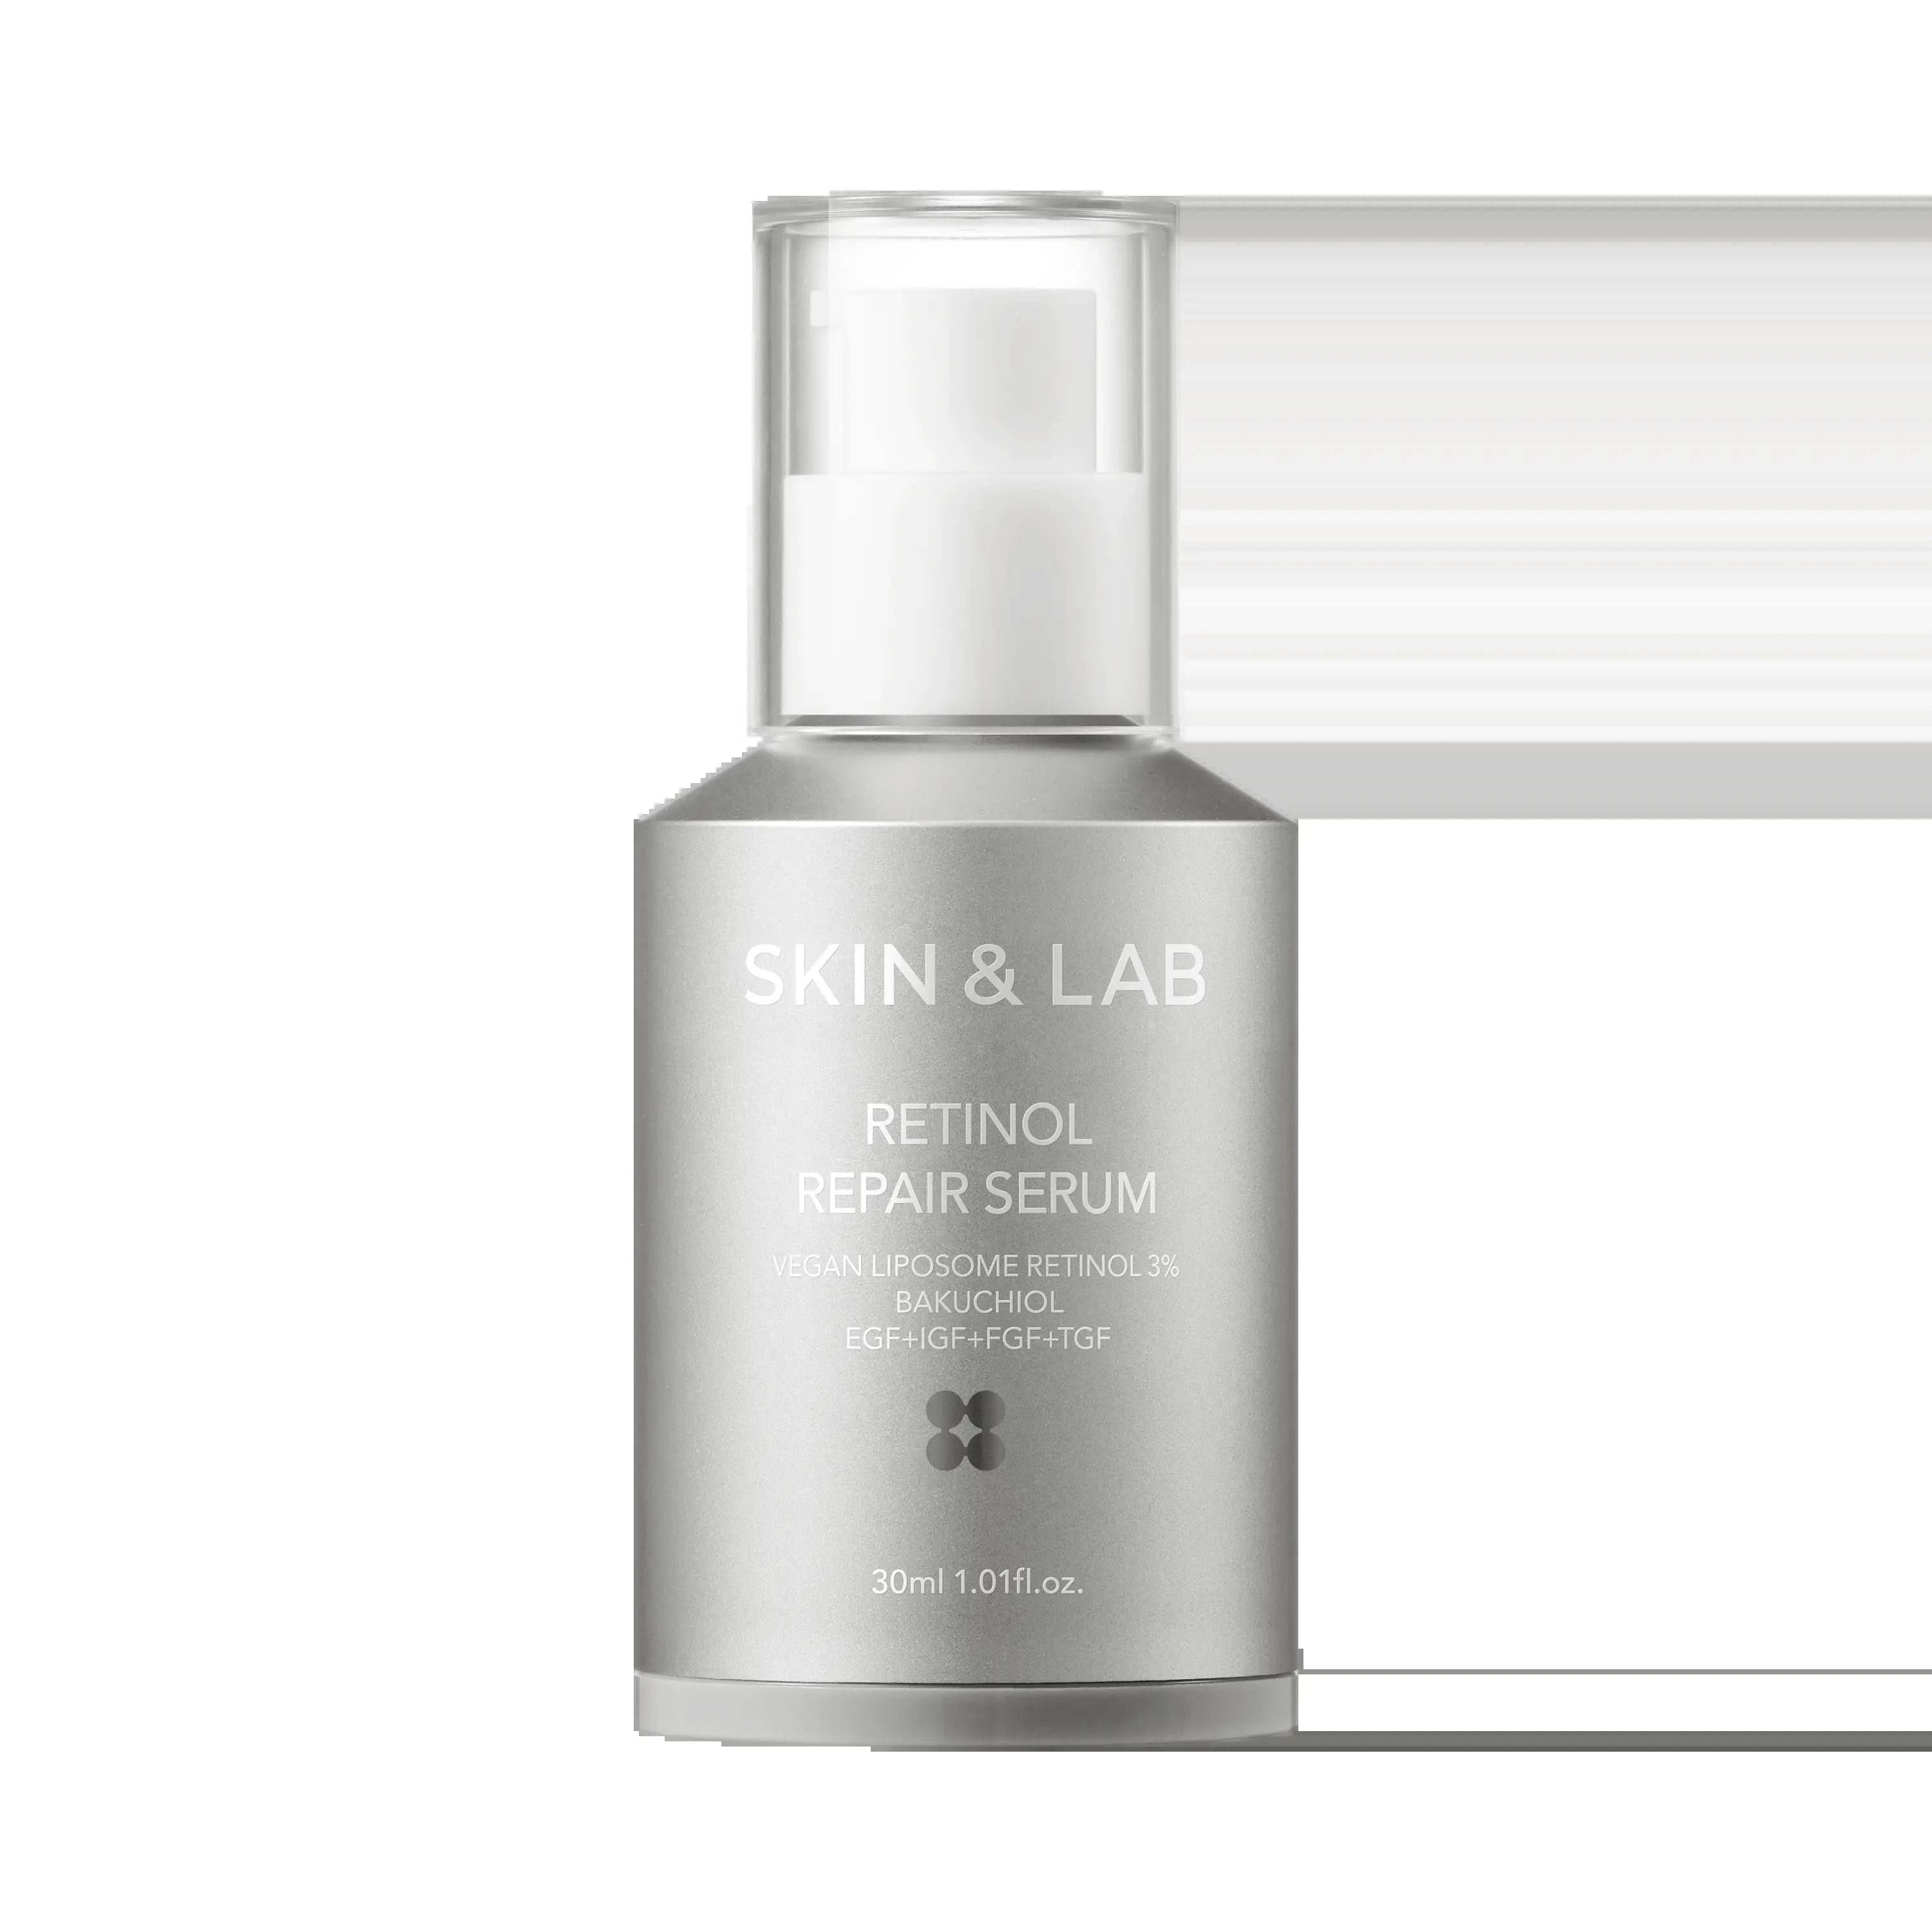 SKIN & LAB
RETINOL
REPAIR SERUM
VEGAN LIPOSOME RETINOL 3%
BAKUCHIOL
EGF+IGF+FGF+TGF
30ml 1.01fl.oz.